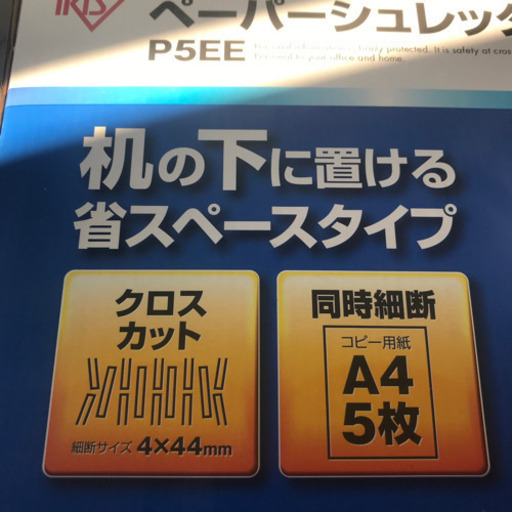 IRIS
ペーパーシュレッダ
P5EE
机の下に置ける
省スペースタイプ
クロス
カット
細断サイズ 4×44mm
同時細断
コピー用紙
A4
5枚